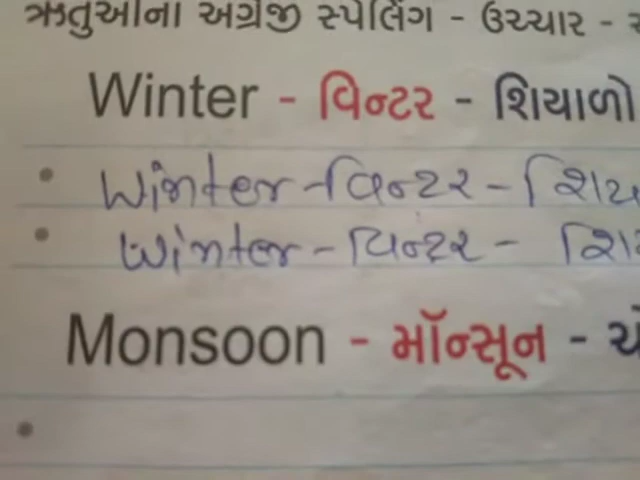 ઋતુઓના અંગ્રેજી સ્પેલિંગ - ઉચ્ચાર -
Winter - વિન્ટર - શિયાળો
Winter - વિન્ટર - શિય
Winter - વિન્ટર - શિ
Monsoon - મૉન્સૂન - ચો